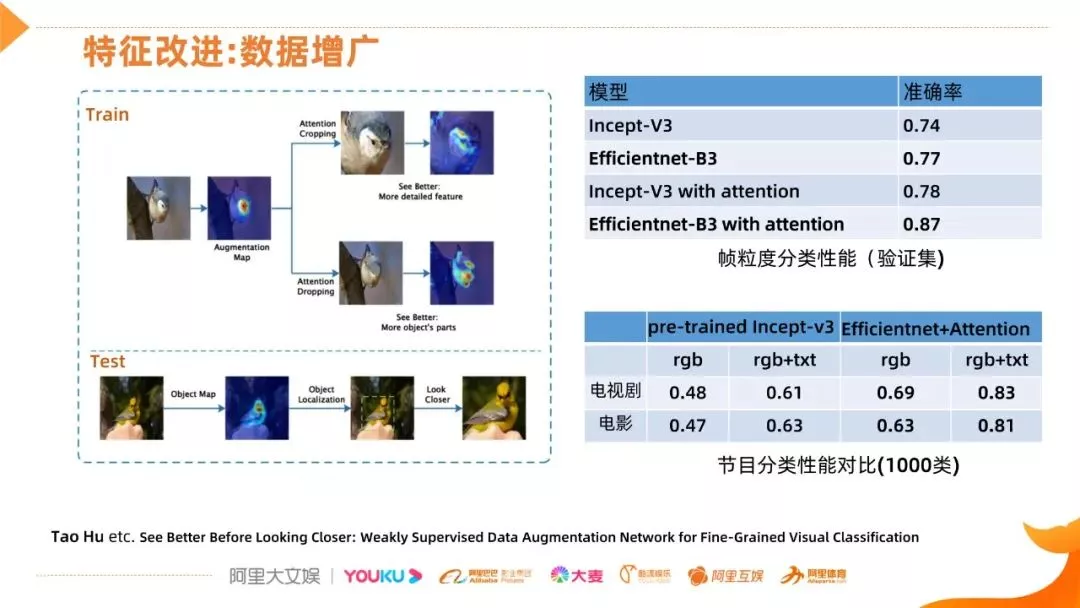 特征改进:数据增广
Train
Attention
Cropping
See Better:
More detailed feature
Augmentation
Map
Attention
Dropping
See Better:
More object's parts
Test
Object Map
Object
Localization
Look
Closer
模型 准确率
Incept-V3 0.74
Efficientnet-B3 0.77
Incept-V3 with attention 0.78
Efficientnet-B3 with attention 0.87
帧粒度分类性能（验证集)
pre-trained Incept-v3 Efficientnet+Attention
rgb rgb+txt rgb rgb+txt
电视剧 0.48 0.61 0.69 0.83
电影 0.47 0.63 0.63 0.81
节目分类性能对比(1000类)
Tao Hu etc. See Better Before Looking Closer: Weakly Supervised Data Augmentation Network for Fine-Grained Visual Classification
阿里大文娱 YOUKU 阿里巴巴 影业集团 大麦 阿里互娱 阿里体育
Alibaba Pictures Alisports